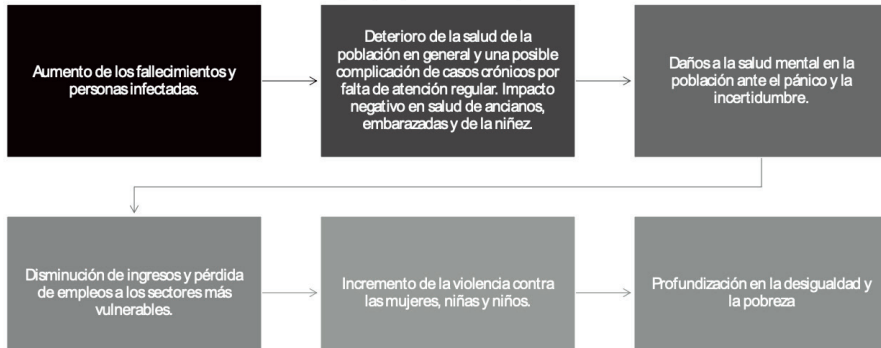 Aumento de los fallecimientos y
personas infectadas.
Deterioro de la salud de la
población en general y una posible
complicación de casos crónicos por
falta de atención regular. Impacto
negativo en salud de ancianos,
embarazadas y de la niñez.
Daños a la salud mental en la
población ante el pánico y la
incertidumbre.
Disminución de ingresos y pérdida
de empleos a los sectores más
vulnerables.
Incremento de la violencia contra
las mujeres, niñas y niños.
Profundización en la desigualdad y
la pobreza